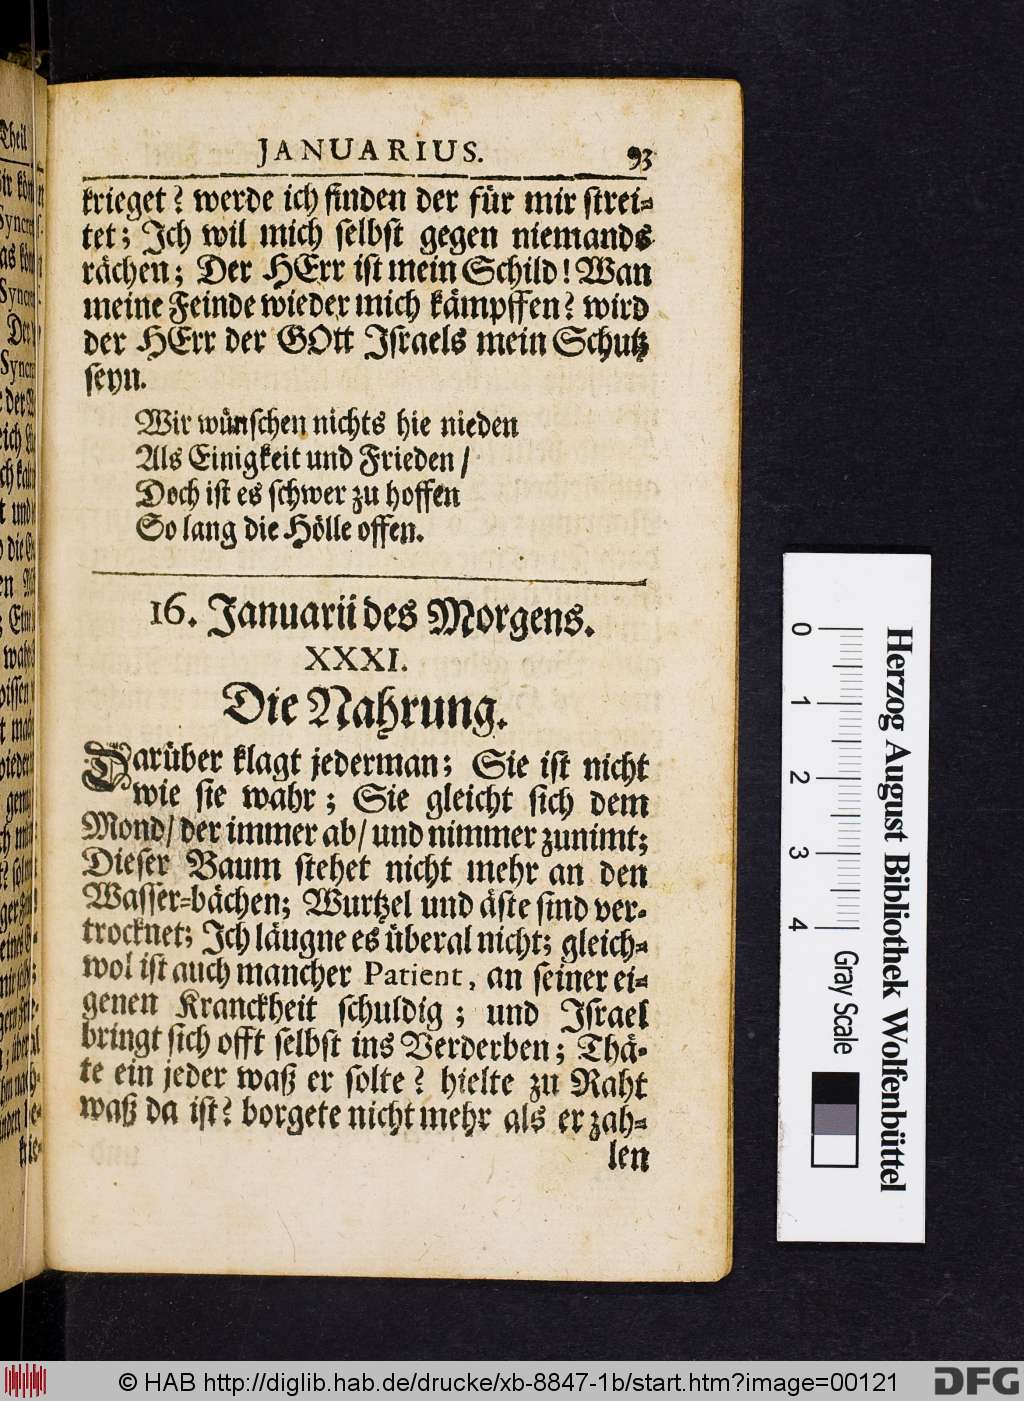 JANUARIUS. 93
krieget? werde ich finden der für mir strei=
tet; Ich wil mich selbst gegen niemands
rächen; Der HErr ist mein Schild! Wan
meine Feinde wieder mich kämpffen? wird
der HErr der GOtt Israels mein Schutz
seyn.
Wir wünschen nichts hie nieden
Als Einigkeit und Frieden /
Doch ist es schwer zu hoffen
So lang die Hölle offen.
16. Januarii des Morgens.
XXXI.
Die Nahrung.
Darüber klagt jederman; Sie ist nicht
wie sie wahr; Sie gleicht sich dem
Mond/ der immer ab/ und nimmer zunimt;
Dieser Baum stehet nicht mehr an den
Wasser=bächen; Wurtzel und äste sind ver-
trocknet; Ich läugne es überal nicht; gleich=
wol ist auch mancher Patient, an seiner ei=
genen Kranckheit schuldig; und Israel
bringt sich offt selbst ins Verderben; Thä-
te ein jeder waß er solte? hielte zu Raht
waß da ist? borgete nicht mehr als er zah=
len
Herzog August Bibliothek Wolfenbüttel
0 1 2 3 4
Gray Scale
© HAB http://diglib.hab.de/drucke/xb-8847-1b/start.htm?image=00121
DFG